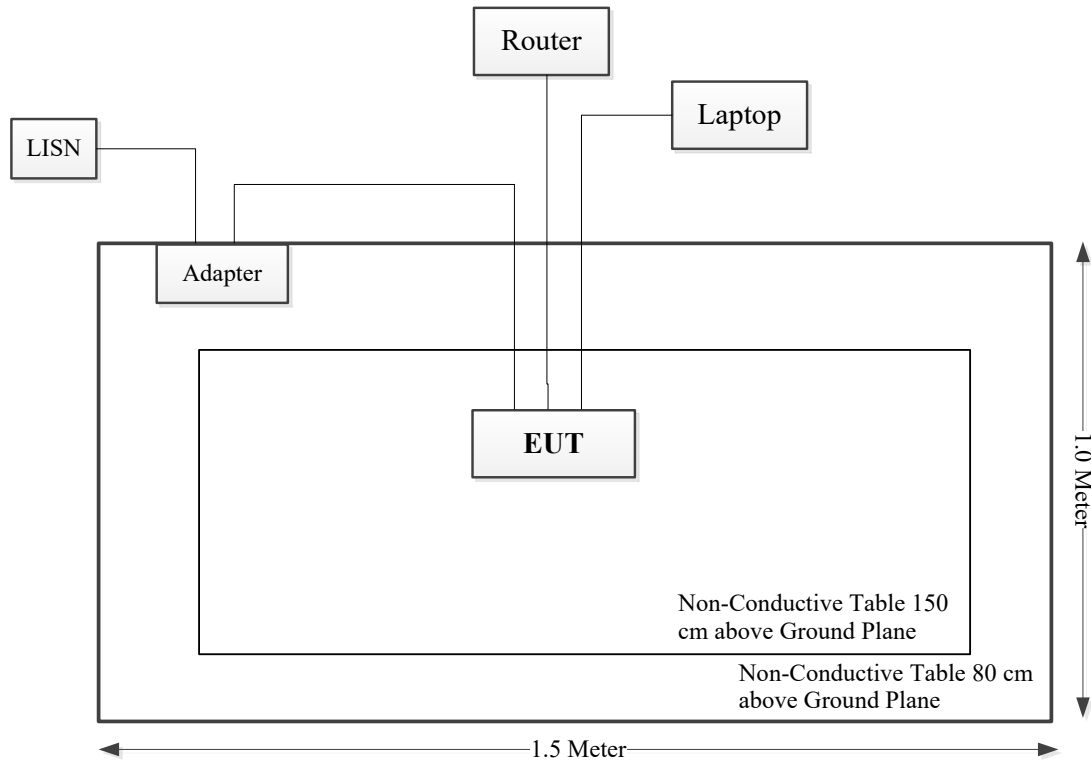 Router
Laptop
LISN
Adapter
EUT
1.0 Meter
Non-Conductive Table 150
cm above Ground Plane
Non-Conductive Table 80 cm
above Ground Plane
1.5 Meter